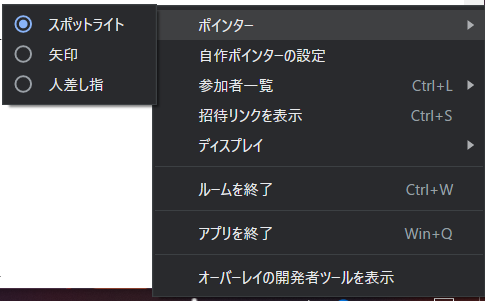 スポットライト
矢印
人差し指
ポインター
自作ポインターの設定
参加者一覧 Ctrl+L
招待リンクを表示 Ctrl+S
ディスプレイ
ルームを終了 Ctrl+W
アプリを終了 Win+Q
オーバーレイの開発者ツールを表示